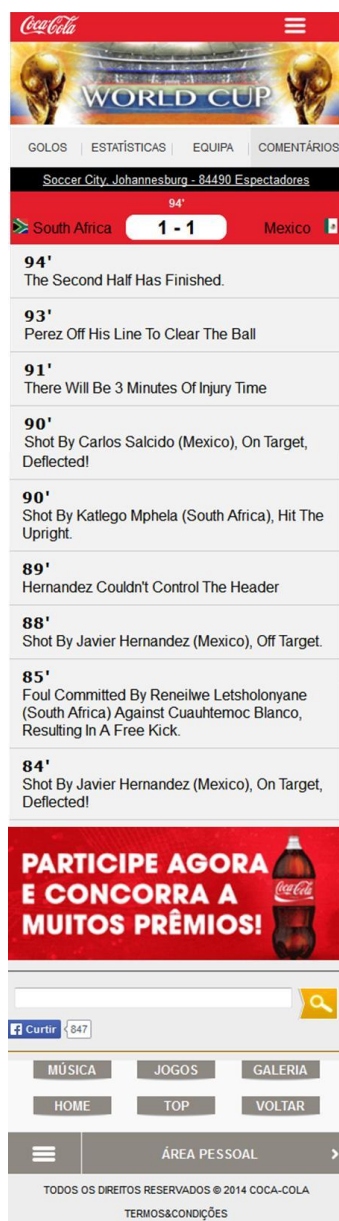 Coca-Cola
WORLD CUP
GOLOS | ESTATÍSTICAS | EQUIPA | COMENTÁRIOS
Soccer City, Johannesburg - 84490 Espectadores
94'
South Africa 1 - 1 Mexico
94'
The Second Half Has Finished.
93'
Perez Off His Line To Clear The Ball
91'
There Will Be 3 Minutes Of Injury Time
90'
Shot By Carlos Salcido (Mexico), On Target,
Deflected!
90'
Shot By Katlego Mphela (South Africa), Hit The
Upright.
89'
Hernandez Couldn't Control The Header
88'
Shot By Javier Hernandez (Mexico), Off Target.
85'
Foul Committed By Reneilwe Letsholonyane
(South Africa) Against Cuauhtemoc Blanco,
Resulting In A Free Kick.
84'
Shot By Javier Hernandez (Mexico), On Target,
Deflected!
PARTICIPE AGORA
E CONCORRA A
MUITOS PRÊMIOS!
Coca-Cola
Curtir 847
MÚSICA JOGOS GALERIA
HOME TOP VOLTAR
ÁREA PESSOAL
TODOS OS DIREITOS RESERVADOS @ 2014 COCA-COLA
TERMOS&CONDIÇÕES